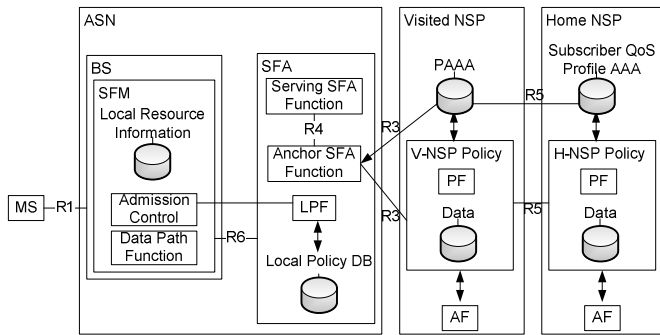 ASN
Visited NSP
Home NSP
BS
SFM
Local Resource
Information
Admission
Control
Data Path
Function
MS
R1
R6
SFA
Serving SFA
Function
R4
Anchor SFA
Function
LPF
Local Policy DB
R3
R3
PAAA
V-NSP Policy
PF
Data
AF
R5
R5
Subscriber QoS
Profile AAA
H-NSP Policy
PF
Data
AF